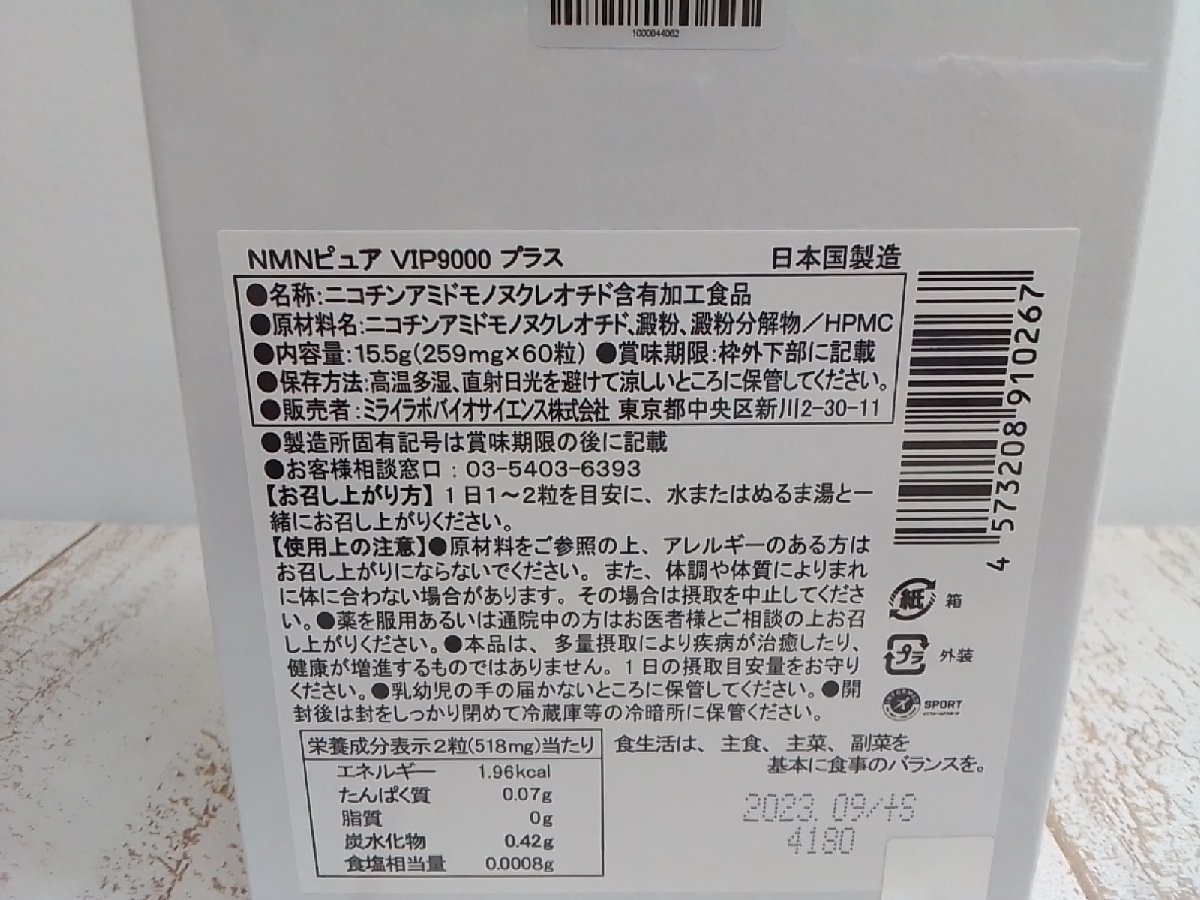 1000044062
NMNピュア VIP9000 プラス 日本国製造
●名称:ニコチンアミドモノヌクレオチド含有加工食品
●原材料名:ニコチンアミドモノヌクレオチド、澱粉、澱粉分解物/HPMC
●内容量:15.5g(259mg×60粒) ●賞味期限:枠外下部に記載
●保存方法:高温多湿、直射日光を避けて涼しいところに保管してください。
●販売者:ミライラボバイオサイエンス株式会社 東京都中央区新川2-30-11
●製造所固有記号は賞味期限の後に記載
●お客様相談窓口:03-5403-6393
【お召し上がり方】1日1～2粒を目安に、水またはぬるま湯と一
緒にお召し上がりください。
【使用上の注意】●原材料をご参照の上、アレルギーのある方は
お召し上がりにならないでください。また、体調や体質によりまれ
に体に合わない場合があります。その場合は摂取を中止してくださ
い。●薬を服用あるいは通院中の方はお医者様とご相談の上お召
し上がりください。●本品は、多量摂取により疾病が治癒したり、
健康が増進するものではありません。1日の摂取目安量をお守り
ください。●乳幼児の手の届かないところに保管してください。●開
封後は封をしっかり閉めて冷蔵庫等の冷暗所に保管ください。
4 573208 910267
紙 箱
プラ 外装
SPORT
栄養成分表示2粒(518mg)当たり
エネルギー 1.96kcal
たんぱく質 0.07g
脂質 0g
炭水化物 0.42g
食塩相当量 0.0008g
食生活は、主食、主菜、副菜を
基本に食事のバランスを。
2023.09/+S
4180